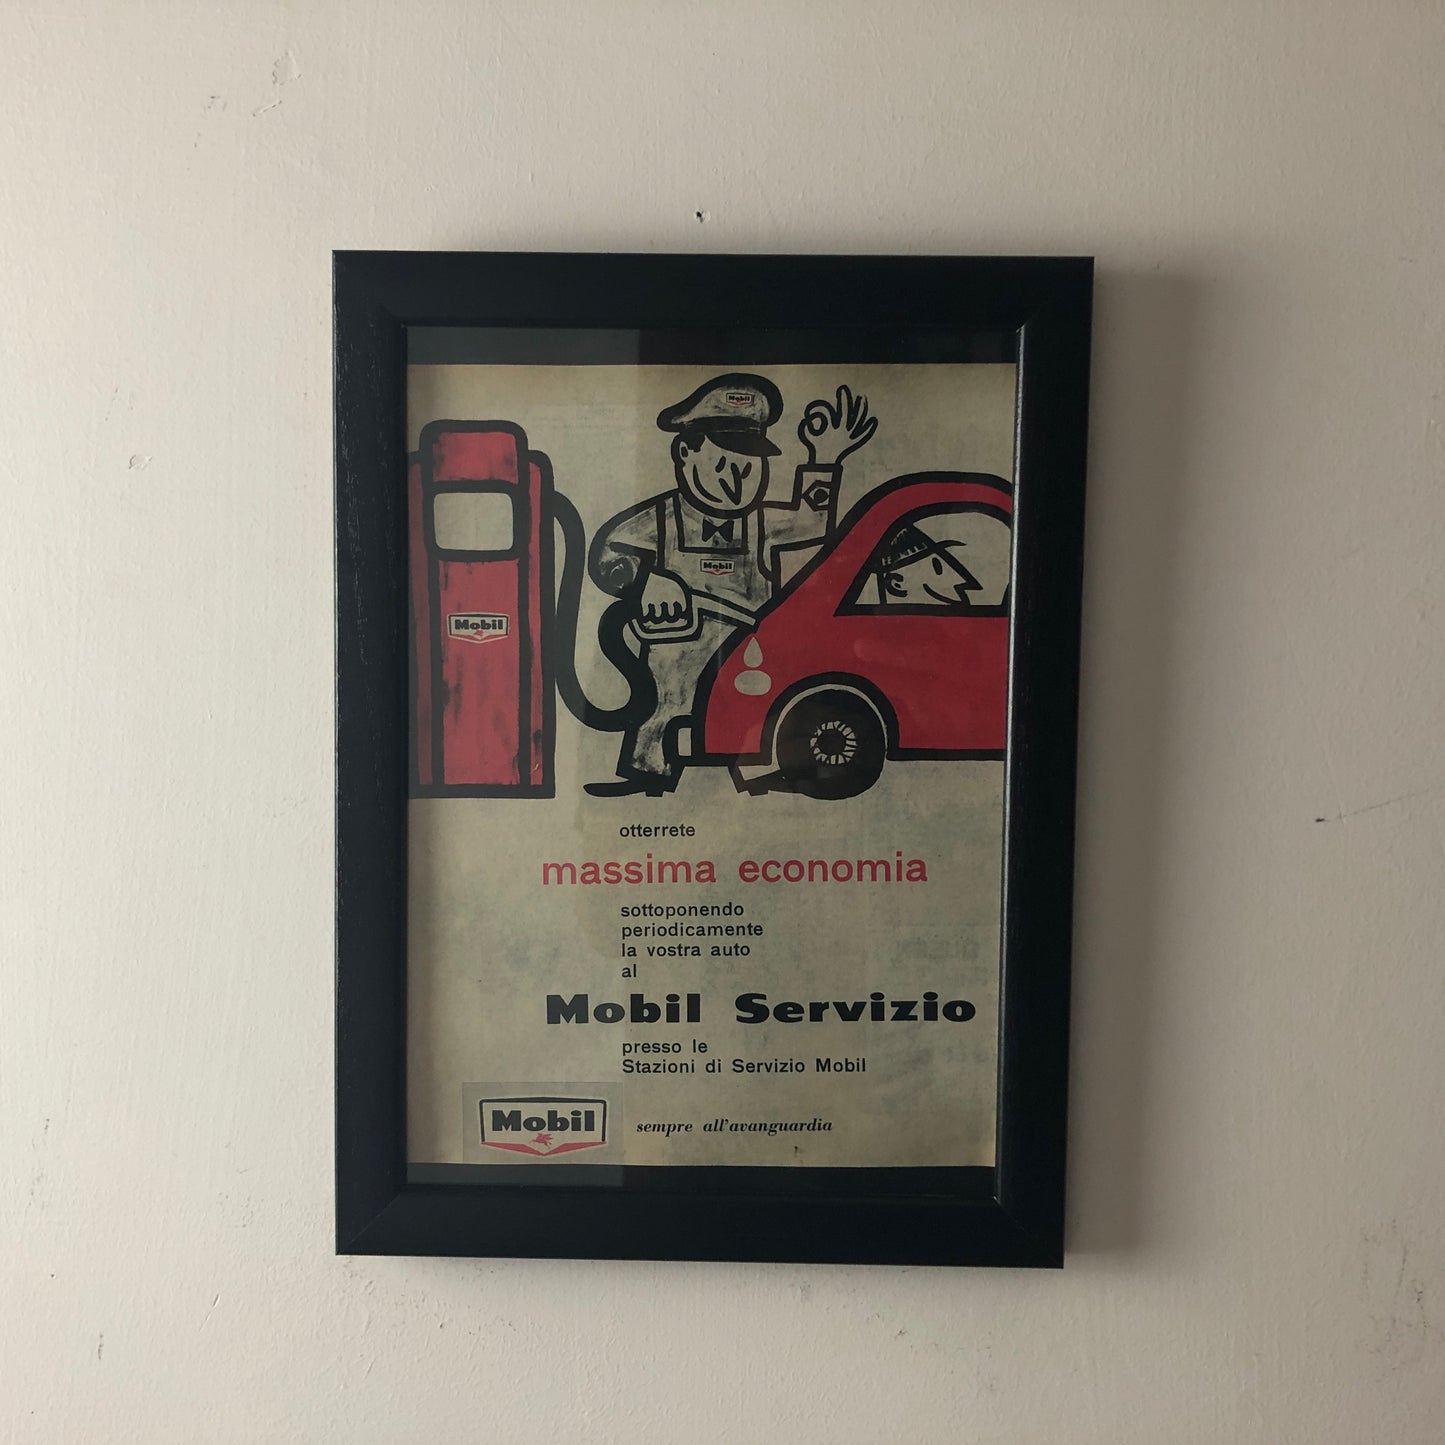 Mobil
Mobil
Mobil
otterrete
massima economia
sottoponendo
periodicamente
la vostra auto
al
Mobil Servizio
presso le
Stazioni di Servizio Mobil
Mobil
sempre all'avanguardia